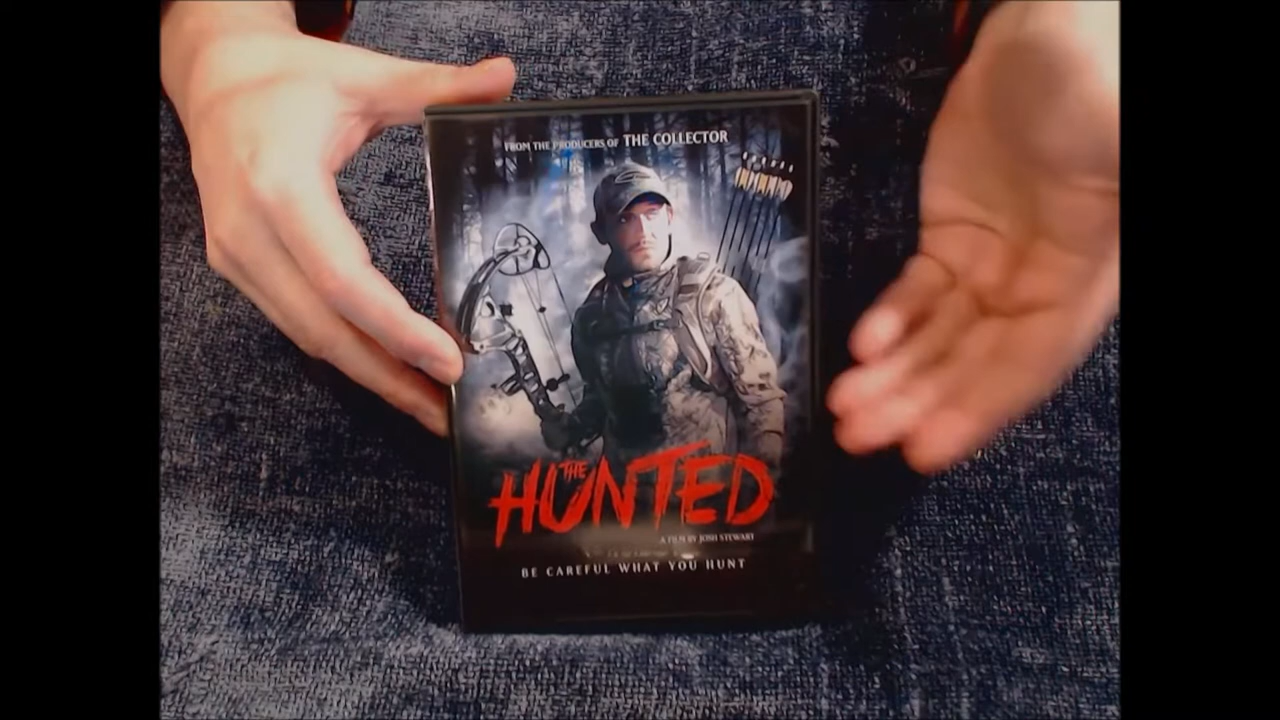 FROM THE PRODUCERS OF THE COLLECTOR
THE HUNTED
A FILM BY JOSH STEWART
BE CAREFUL WHAT YOU HUNT